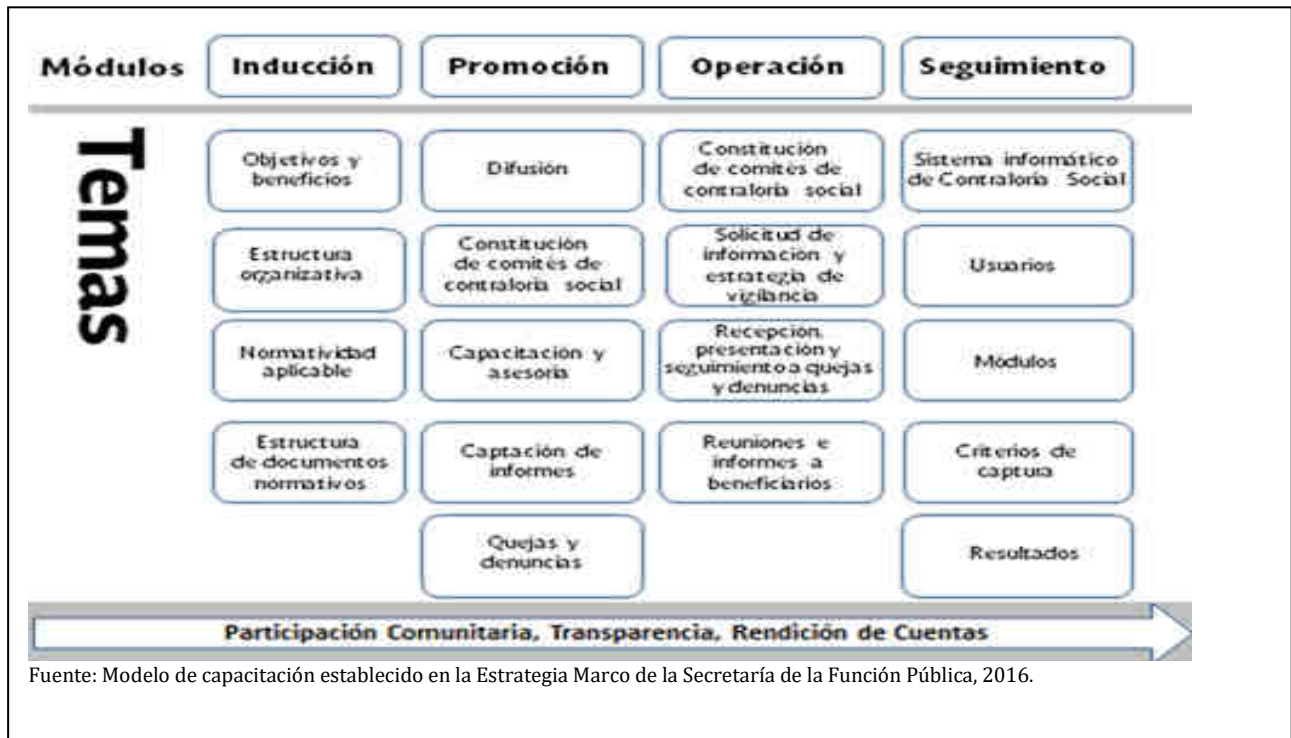 Módulos Inducción Promoción Operación Seguimiento
Temas
Objetivos y
beneficios
Difusión
Constitución
de comités de
contraloría social
Sistema informático
de Contraloría Social
Estructura
organizativa
Constitución
de comités de
contraloría social
Solicitud de
información y
estrategia de
vigilancia
Usuarios
Normatividad
aplicable
Capacitación y
asesoría
Recepción,
presentación y
seguimiento a quejas
y denuncias
Módulos
Estructura
de documentos
normativos
Captación de
informes
Reuniones e
informes a
beneficiarios
Criterios de
captura
Quejas y
denuncias
Resultados
Participación Comunitaria, Transparencia, Rendición de Cuentas
Fuente: Modelo de capacitación establecido en la Estrategia Marco de la Secretaría de la Función Pública, 2016.